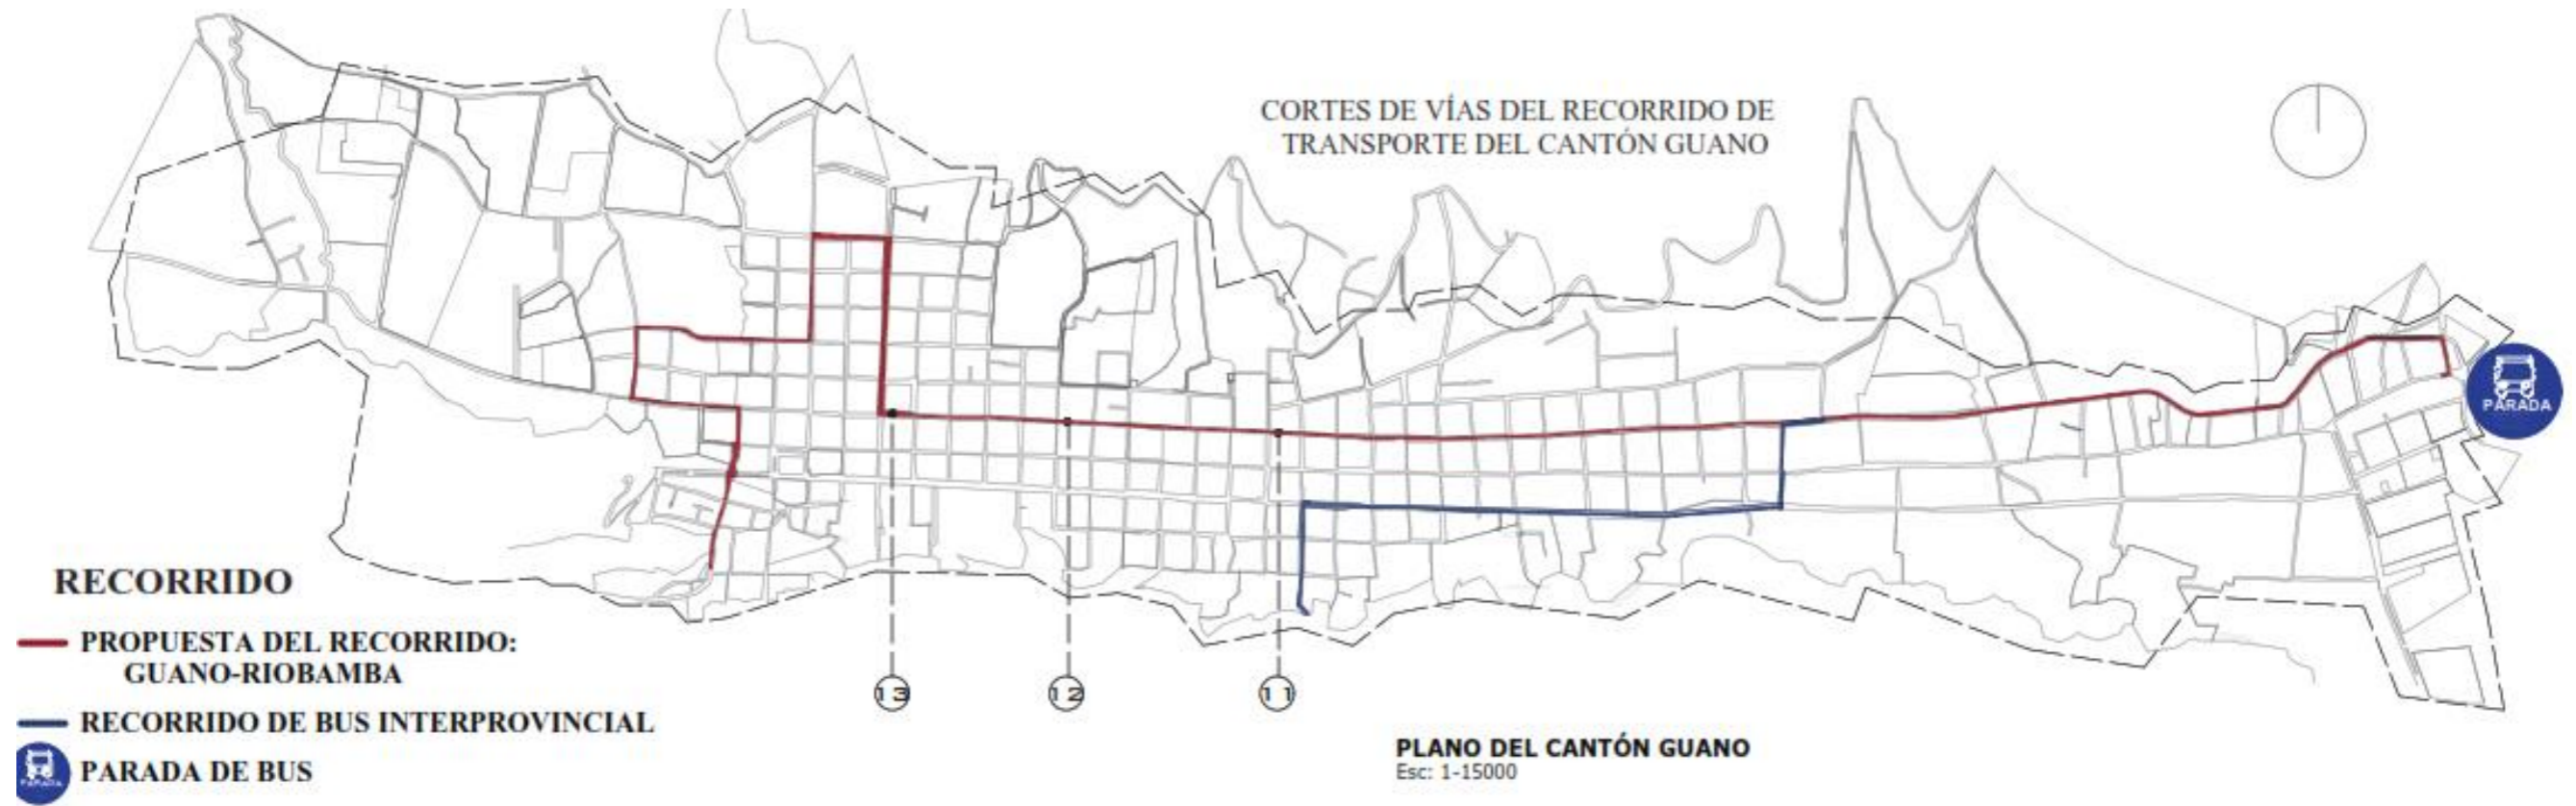 CORTES DE VÍAS DEL RECORRIDO DE
TRANSPORTE DEL CANTÓN GUANO
PARADA
RECORRIDO
PROPUESTA DEL RECORRIDO:
GUANO-RIOBAMBA
RECORRIDO DE BUS INTERPROVINCIAL
PARADA
PARADA DE BUS
13
12
11
PLANO DEL CANTÓN GUANO
Esc: 1-15000